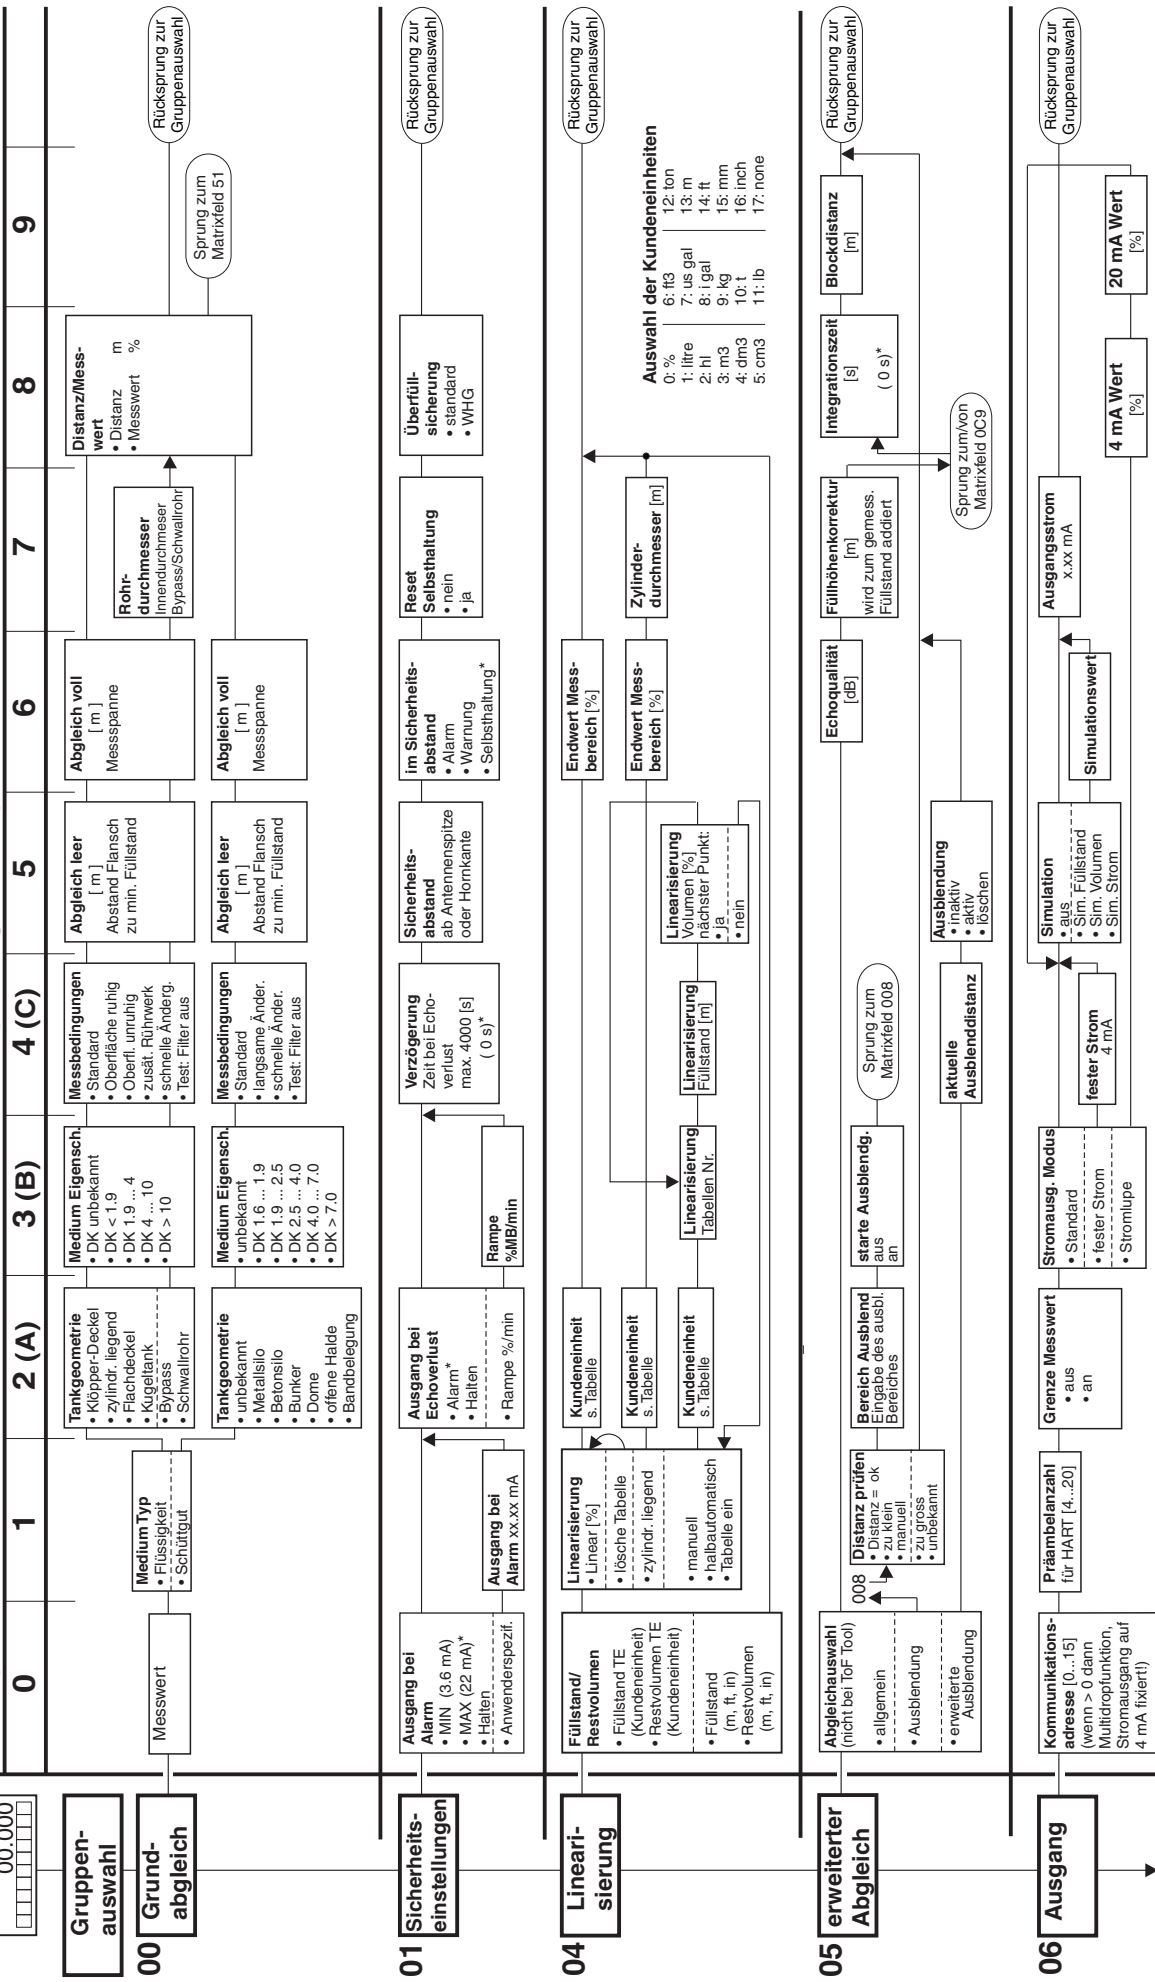 00.000
Gruppen-
auswahl
0
1
2 (A)
3 (B)
4 (C)
5
6
7
8
9
00
Grund-
abgleich
Messwert
Medium Typ
• Flüssigkeit
• Schüttgut
Tankgeometrie
• Klöpper-Deckel
• zylindr. liegend
• Flachdeckel
• Kugeltank
• Bypass
• Schwallrohr
Medium Eigensch.
• DK unbekannt
• DK < 1.9
• DK 1.9 ... 4
• DK 4 ... 10
• DK > 10
Messbedingungen
• Standard
• Oberfläche ruhig
• Oberfl. unruhig
• zusät. Rührwerk
• schnelle Änderg.
• Test: Filter aus
Abgleich leer
[ m ]
Abstand Flansch
zu min. Füllstand
Abgleich voll
[ m ]
Messspanne
Rohr-
durchmesser
Innendurchmeser
Bypass/Schwallrohr
Distanz/Mess-
wert
• Distanz m
• Messwert %
Sprung zum
Matrixfeld 51
Rücksprung zur
Gruppenauswahl
Tankgeometrie
• unbekannt
• Metallsilo
• Betonsilo
• Bunker
• Dome
• offene Halde
• Bandbelegung
Medium Eigensch.
• unbekannt
• DK 1.6 ... 1.9
• DK 1.9 ... 2.5
• DK 2.5 ... 4.0
• DK 4.0 ... 7.0
• DK > 7.0
Messbedingungen
• Standard
• langsame Änder.
• schnelle Änder.
• Test: Filter aus
Abgleich leer
[ m ]
Abstand Flansch
zu min. Füllstand
Abgleich voll
[ m ]
Messspanne
01
Sicherheits-
einstellungen
Ausgang bei
Alarm
• MIN (3.6 mA)
• MAX (22 mA)*
• Halten
• Anwenderspezif.
Ausgang bei
Alarm xx.xx mA
Ausgang bei
Echoverlust
• Alarm*
• Halten
• Rampe %/min
Rampe
%MB/min
Verzögerung
Zeit bei Echo-
verlust
max. 4000 [s]
( 0 s)*
Sicherheits-
abstand
ab Antennenspitze
oder Hornkante
im Sicherheits-
abstand
• Alarm
• Warnung
• Selbsthaltung*
Reset
Selbsthaltung
• nein
• ja
Überfüll-
sicherung
• standard
• WHG
Rücksprung zur
Gruppenauswahl
04
Lineari-
sierung
Füllstand/
Restvolumen
• Füllstand TE
(Kundeneinheit)
• Restvolumen TE
(Kundeneinheit)
• Füllstand
(m, ft, in)
• Restvolumen
(m, ft, in)
Linearisierung
• Linear [%]
• lösche Tabelle
• zylindr. liegend
• manuell
• halbautomatisch
• Tabelle ein
Kundeneinheit
s. Tabelle
Endwert Mess-
bereich [%]
Rücksprung zur
Gruppenauswahl
Kundeneinheit
s. Tabelle
Endwert Mess-
bereich [%]
Zylinder-
durchmesser [m]
Kundeneinheit
s. Tabelle
Linearisierung
Tabellen Nr.
Linearisierung
Füllstand [m]
Linearisierung
Volumen [%]
nächster Punkt:
• ja
• nein
Auswahl der Kundeneinheiten
0: % 6: ft3 12: ton
1: litre 7: us gal 13: m
2: hl 8: i gal 14: ft
3: m3 9: kg 15: mm
4: dm3 10: t 16: inch
5: cm3 11: lb 17: none
05
erweiterter
Abgleich
Abgleichauswahl
(nicht bei ToF Tool)
• allgemein
• Ausblendung
• erweiterte
Ausblendung
008
Distanz prüfen
• Distanz = ok
• zu klein
• manuell
• zu gross
• unbekannt
Bereich Ausblend
Eingabe des ausbl.
Bereiches
starte Ausblendg.
aus
an
Sprung zum
Matrixfeld 008
aktuelle
Ausblenddistanz
Ausblendung
• inaktiv
• aktiv
• löschen
Echoqualität
[dB]
Füllhöhenkorrektur
[m]
wird zum gemess.
Füllstand addiert
Integrationszeit
[s]
( 0 s)*
Blockdistanz
[m]
Sprung zum/von
Matrixfeld 0C9
Rücksprung zur
Gruppenauswahl
06
Ausgang
Kommunikations-
adresse [0...15]
(wenn > 0 dann
Multidropfunktion,
Stromausgang auf
4 mA fixiert!)
Präambelanzahl
für HART [4...20]
Grenze Messwert
• aus
• an
Stromausg. Modus
• Standard
• fester Strom
• Stromlupe
fester Strom
4 mA
Simulation
• aus
• Sim. Füllstand
• Sim. Volumen
• Sim. Strom
Simulationswert
Ausgangsstrom
x.xx mA
4 mA Wert
[%]
20 mA Wert
[%]
Rücksprung zur
Gruppenauswahl